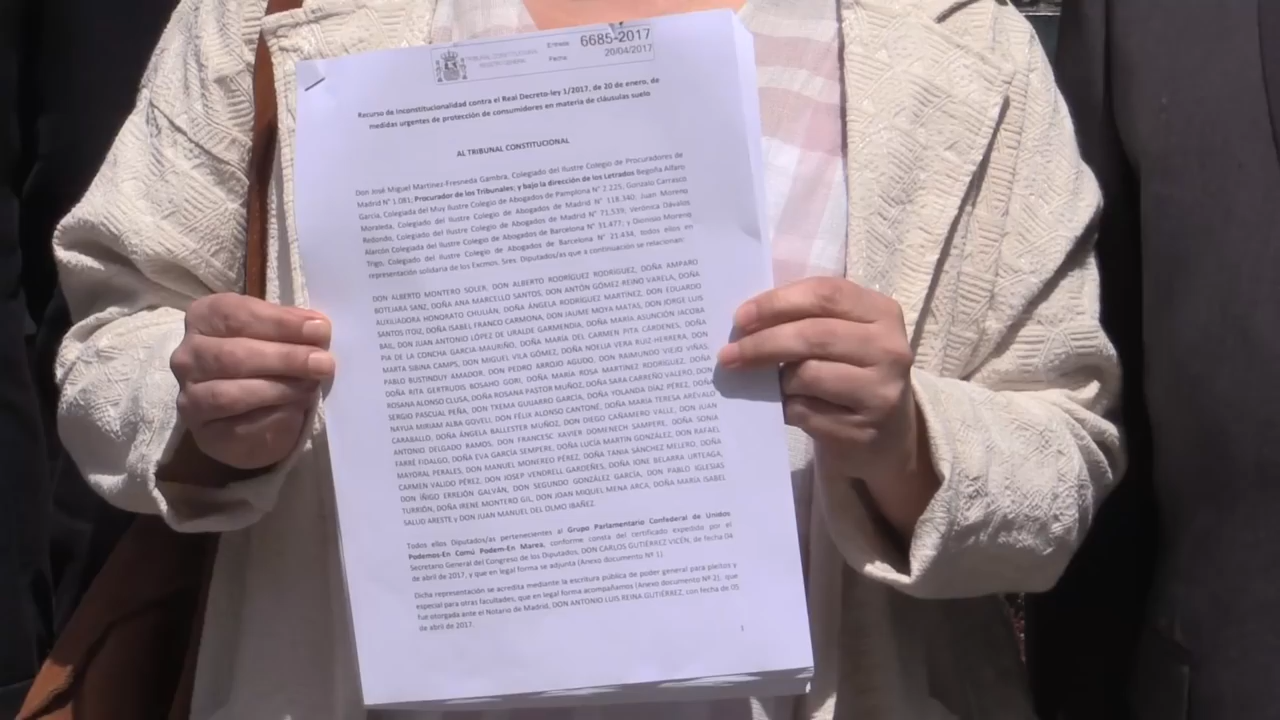 TRIBUNAL CONSTITUCIONAL
REGISTRO GENERAL
Entrada 6685-2017
Fecha 20/04/2017
Recurso de Inconstitucionalidad contra el Real Decreto-ley 1/2017, de 20 de enero, de
medidas urgentes de protección de consumidores en materia de cláusulas suelo
AL TRIBUNAL CONSTITUCIONAL
Don José Miguel Martínez-Fresneda Gambra, Colegiado del Ilustre Colegio de Procuradores de
Madrid N° 1.081, Procurador de los Tribunales; y bajo la dirección de los Letrados Begoña Alfaro
García, Colegiada del Muy Ilustre Colegio de Abogados de Pamplona N° 2.225, Gonzalo Carrasco
Moraleda, Colegiado del Ilustre Colegio de Abogados de Madrid N° 118.340; Juan Moreno
Redondo, Colegiado del Ilustre Colegio de Abogados de Madrid N° 71.539; Verónica Dávalos
Alarcón Colegiada del Ilustre Colegio de Abogados de Barcelona N° 31.477; y Dionisio Moreno
Trigo, Colegiado del Ilustre Colegio de Abogados de Barcelona N° 21.434, todos ellos en
representación solidaria de los Excmos. Sres. Diputados/as que a continuación se relacionan:
DON ALBERTO MONTERO SOLER, DON ALBERTO RODRÍGUEZ RODRÍGUEZ, DOÑA AMPARO
BOTEJARA SANZ, DOÑA ANA MARCELLO SANTOS, DON ANTÓN GÓMEZ REINO VARELA, DOÑA
AUXILIADORA HONORATO CHULIÁN, DOÑA ÁNGELA RODRÍGUEZ MARTÍNEZ, DON EDUARDO
SANTOS ITOIZ, DOÑA ISABEL FRANCO CARMONA, DON JAUME MOYA MATAS, DON JORGE LUIS
BAIL, DON JUAN ANTONIO LÓPEZ DE URALDE GARMENDIA, DOÑA MARÍA ASUNCIÓN JACOBA
PIA DE LA CONCHA GARCIA-MAURIÑO, DOÑA MARÍA DEL CARMEN PITA CÁRDENES, DOÑA
MARTA SIBINA CAMPS, DON MIGUEL VILA GÓMEZ, DOÑA NOELIA VERA RUIZ-HERRERA, DON
PABLO BUSTINDUY AMADOR, DON PEDRO ARROJO AGUDO, DON RAIMUNDO VIEJO VIÑAS,
DOÑA RITA GERTRUDIS BOSAHO GORI, DOÑA MARÍA ROSA MARTÍNEZ RODRÍGUEZ, DOÑA
ROSANA ALONSO CLUSA, DOÑA ROSANA PASTOR MUÑOZ, DOÑA SARA CARREÑO VALERO, DON
SERGIO PASCUAL PEÑA, DON TXEMA GUIJARRO GARCÍA, DOÑA YOLANDA DÍAZ PÉREZ, DOÑA
NAYUA MIRIAM ALBA GOVELI, DON FÉLIX ALONSO CANTORNÉ, DOÑA MARÍA TERESA ARÉVALO
CARABALLO, DOÑA ÁNGELA BALLESTER MUÑOZ, DON DIEGO CAÑAMERO VALLE, DON JUAN
ANTONIO DELGADO RAMOS, DON FRANCESC XAVIER DOMENECH SAMPERE, DOÑA SONIA
FARRÉ FIDALGO, DOÑA EVA GARCÍA SEMPERE, DOÑA LUCÍA MARTÍN GONZÁLEZ, DON RAFAEL
MAYORAL PERALES, DON MANUEL MONEREO PÉREZ, DOÑA TANIA SÁNCHEZ MELERO, DOÑA
CARMEN VALIDO PÉREZ, DON JOSEP VENDRELL GARDEÑES, DOÑA IONE BELARRA URTEAGA,
DON ÍÑIGO ERREJÓN GALVÁN, DON SEGUNDO GONZÁLEZ GARCÍA, DON PABLO IGLESIAS
TURRIÓN, DOÑA IRENE MONTERO GIL, DON JOAN MIQUEL MENA ARCA, DOÑA MARÍA ISABEL
SALUD ARESTE y DON JUAN MANUEL DEL OLMO IBÁÑEZ.
Todos ellos Diputados/as pertenecientes al Grupo Parlamentario Confederal de Unidos
Podemos-En Comú Podem-En Marea, conforme consta del certificado expedido por el
Secretario General del Congreso de los Diputados, DON CARLOS GUTIÉRREZ VICÉN, de fecha 04
de abril de 2017, y que en legal forma se adjunta (Anexo documento Nº 1)
Dicha representación se acredita mediante la escritura pública de poder general para pleitos y
especial para otras facultades, que en legal forma acompañamos (Anexo documento Nº 2), que
fue otorgada ante el Notario de Madrid, DON ANTONIO LUIS REINA GUTIÉRREZ, con fecha de 05
de abril de 2017.
1